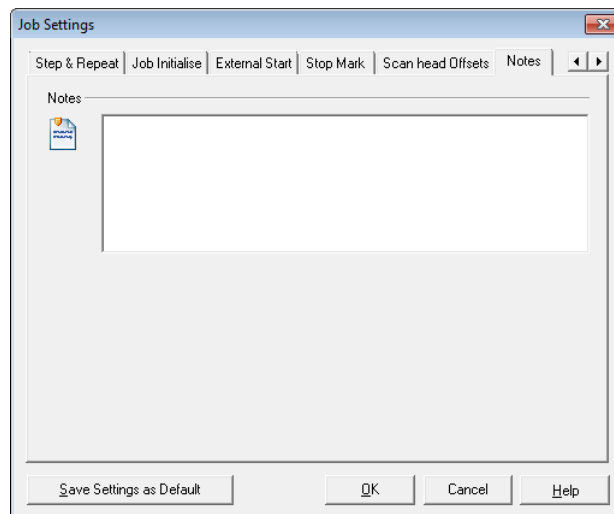 Job Settings
Step & Repeat Job Initialise External Start Stop Mark Scan head Offsets Notes
Notes
Save Settings as Default OK Cancel Help